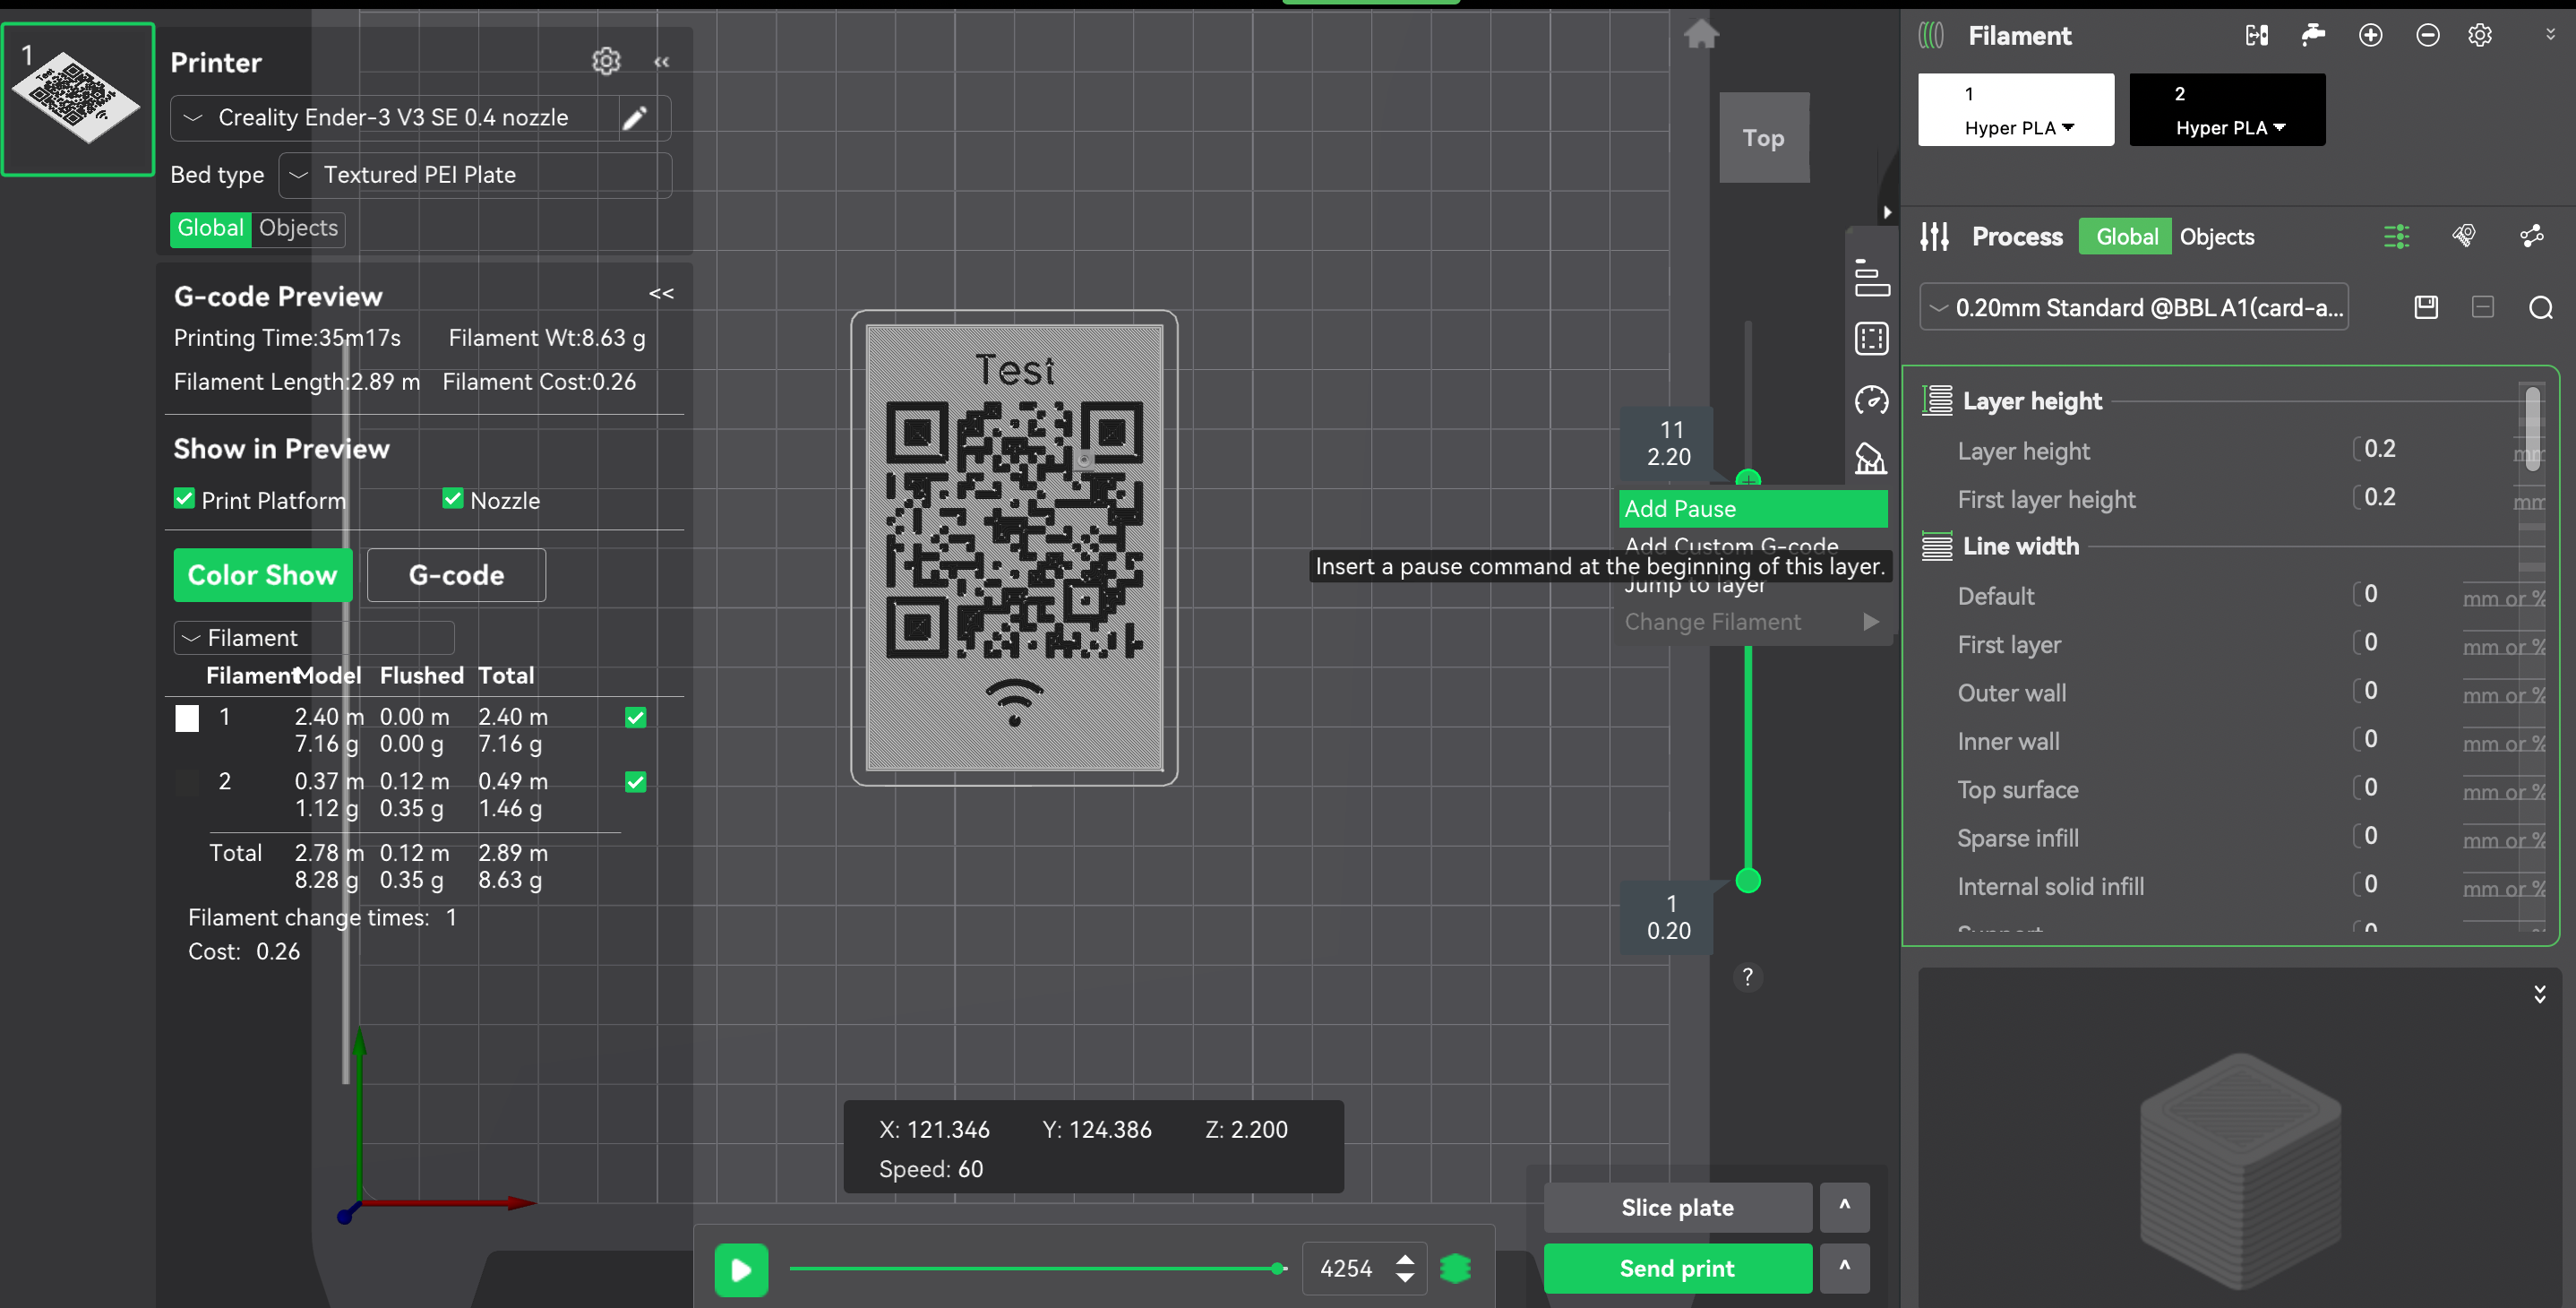 1
Test
Printer
Creality Ender-3 V3 SE 0.4 nozzle
Bed type
Textured PEI Plate
Global Objects
G-code Preview <<
Printing Time:35m17s Filament Wt:8.63 g
Filament Length:2.89 m Filament Cost:0.26
Show in Preview
Print Platform Nozzle
Color Show G-code
Filament
Filament Model Flushed Total
1 2.40 m 0.00 m 2.40 m
7.16 g 0.00 g 7.16 g
2 0.37 m 0.12 m 0.49 m
1.12 g 0.35 g 1.46 g
Total 2.78 m 0.12 m 2.89 m
8.28 g 0.35 g 8.63 g
Filament change times: 1
Cost: 0.26
Test
X: 121.346 Y: 124.386 Z: 2.200
Speed: 60
4254
Top
11
2.20
Add Pause
Add Custom G-code
Insert a pause command at the beginning of this layer.
Jump to layer
Change Filament
1
0.20
?
Slice plate ^
Send print ^
Filament
1
Hyper PLA
2
Hyper PLA
Process Global Objects
0.20mm Standard @BBL A1(card-a...
Layer height
Layer height 0.2 mm
First layer height 0.2 mm
Line width
Default 0 mm or %
First layer 0 mm or %
Outer wall 0 mm or %
Inner wall 0 mm or %
Top surface 0 mm or %
Sparse infill 0 mm or %
Internal solid infill 0 mm or %
Support 0